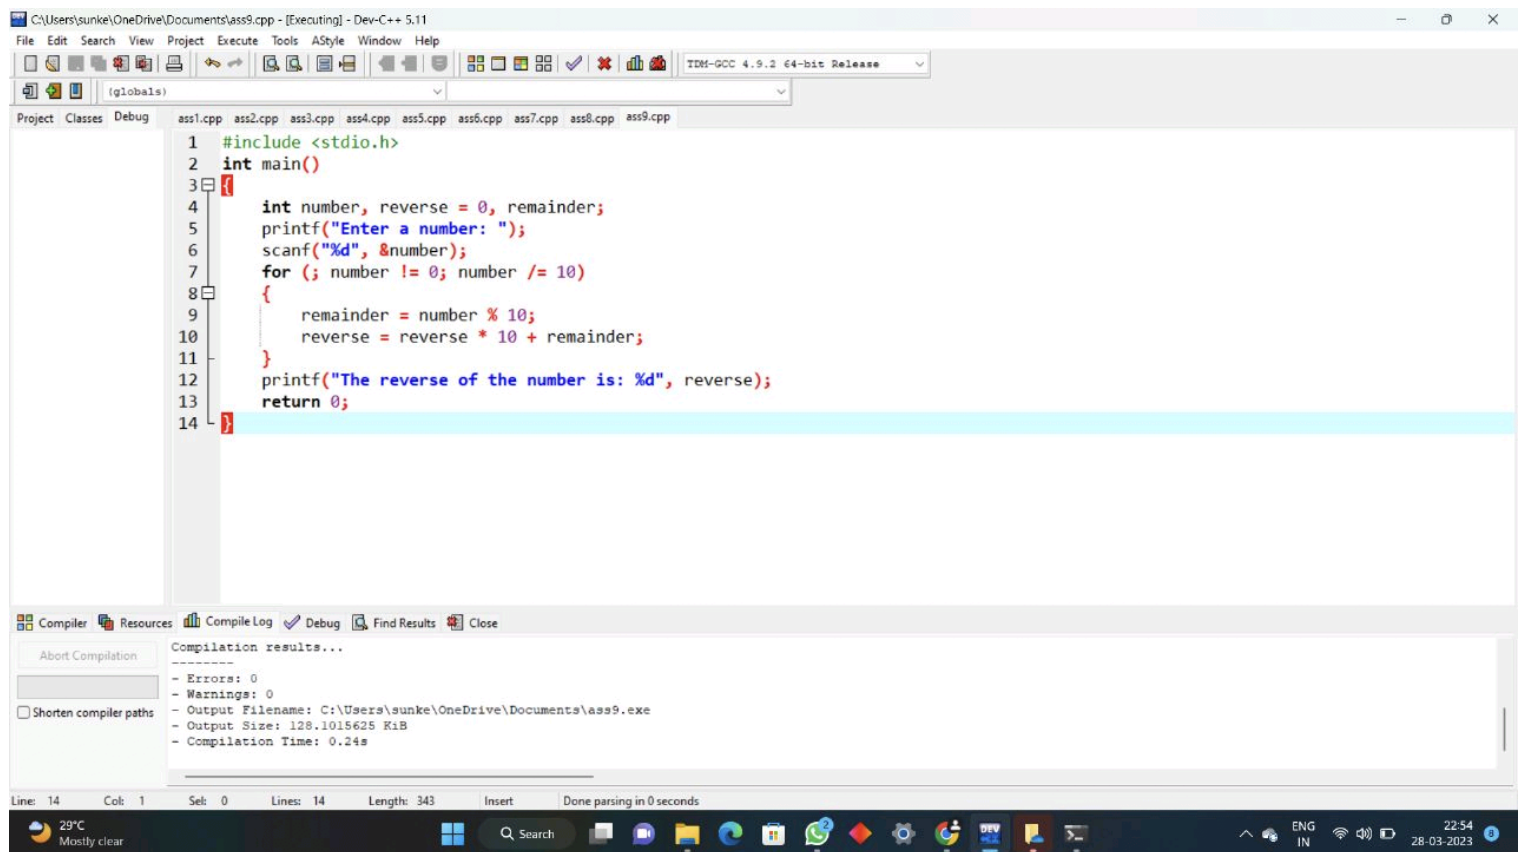 C:\Users\sunke\OneDrive\Documents\ass9.cpp - [Executing] - Dev-C++ 5.11
File Edit Search View Project Execute Tools AStyle Window Help
TDM-GCC 4.9.2 64-bit Release
(globals)
Project Classes Debug
ass1.cpp ass2.cpp ass3.cpp ass4.cpp ass5.cpp ass6.cpp ass7.cpp ass8.cpp ass9.cpp
1 #include <stdio.h>
2 int main()
3 {
4 int number, reverse = 0, remainder;
5 printf("Enter a number: ");
6 scanf("%d", &number);
7 for (; number != 0; number /= 10)
8 {
9 remainder = number % 10;
10 reverse = reverse * 10 + remainder;
11 }
12 printf("The reverse of the number is: %d", reverse);
13 return 0;
14 }
Compiler Resources Compile Log Debug Find Results Close
Abort Compilation
Shorten compiler paths
Compilation results...
--------
- Errors: 0
- Warnings: 0
- Output Filename: C:\Users\sunke\OneDrive\Documents\ass9.exe
- Output Size: 128.1015625 KiB
- Compilation Time: 0.24s
Line: 14 Col: 1 Sel: 0 Lines: 14 Length: 343 Insert Done parsing in 0 seconds
29°C
Mostly clear
Search
2
DEV
ENG
IN
22:54
28-03-2023
8